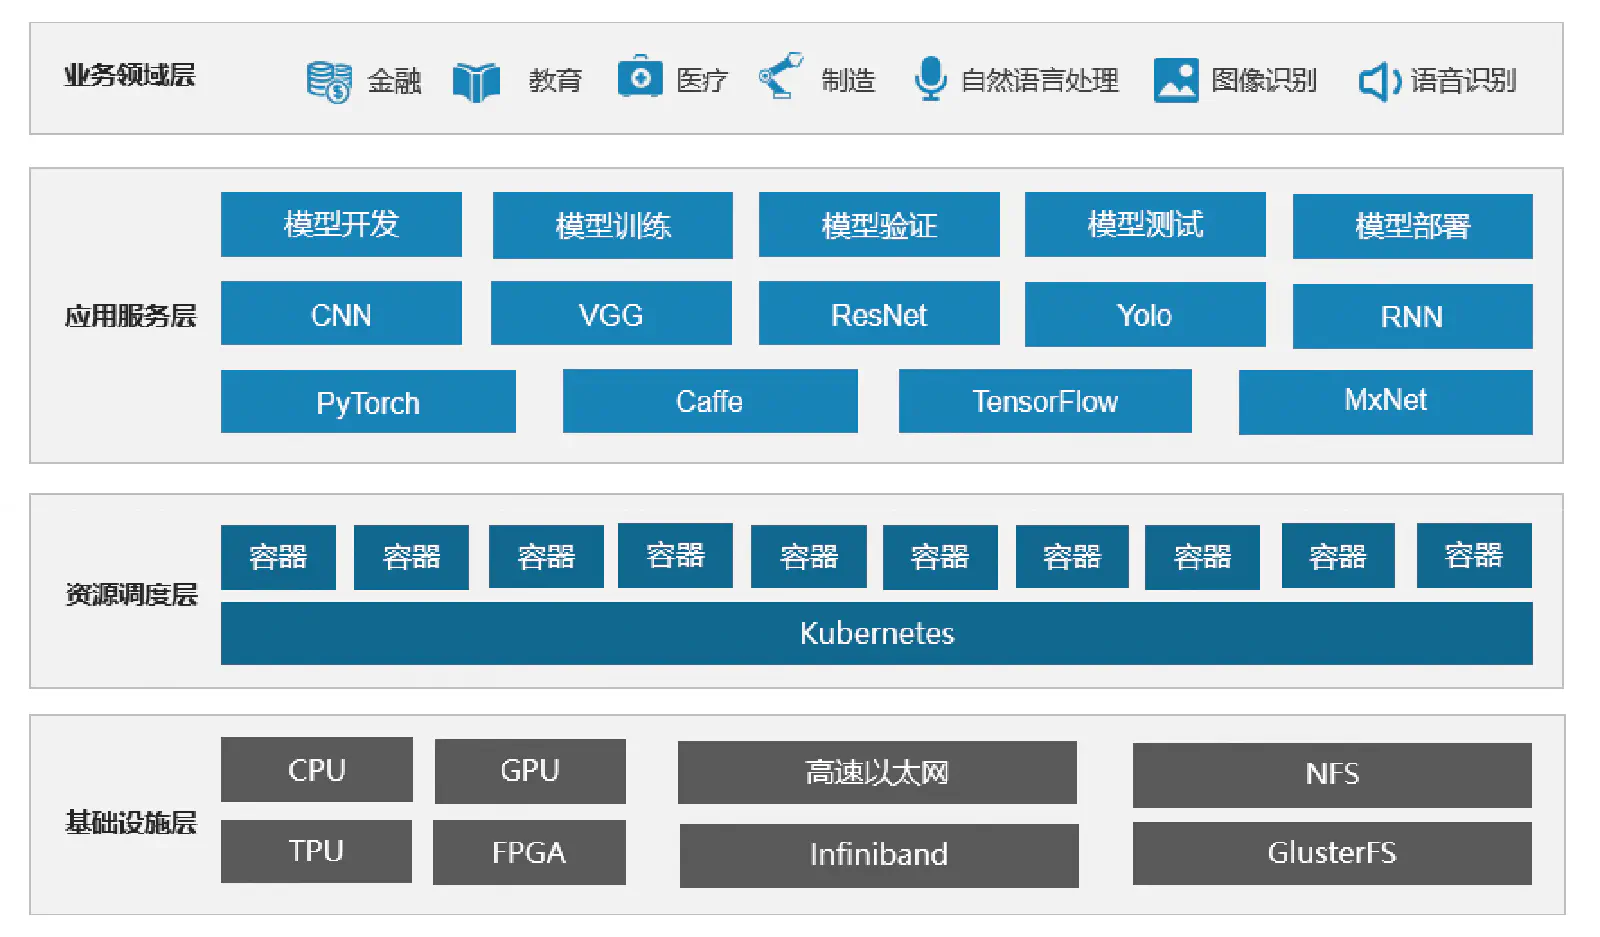 业务领域层 金融 教育 医疗 制造 自然语言处理 图像识别 语音识别
应用服务层
模型开发 模型训练 模型验证 模型测试 模型部署
CNN VGG ResNet Yolo RNN
PyTorch Caffe TensorFlow MxNet
资源调度层
容器 容器 容器 容器 容器 容器 容器 容器 容器 容器
Kubernetes
基础设施层
CPU GPU 高速以太网 NFS
TPU FPGA Infiniband GlusterFS